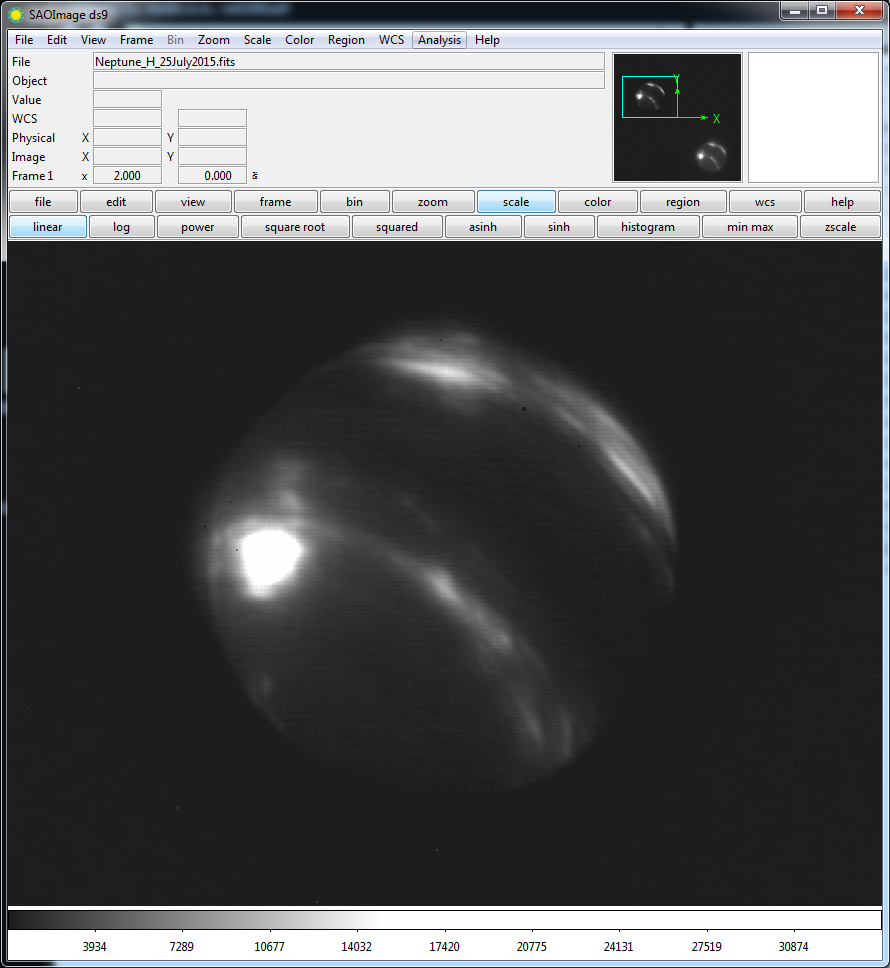 SAOImage ds9
File Edit View Frame Bin Zoom Scale Color Region WCS Analysis Help
File Neptune_H_25July2015.fits
Object
Value
WCS
Physical X Y
Image X Y
Frame 1 x 2.000 0.000
Y
X
file edit view frame bin zoom scale color region wcs help
linear log power square root squared asinh sinh histogram min max zscale
3934 7289 10677 14032 17420 20775 24131 27519 30874